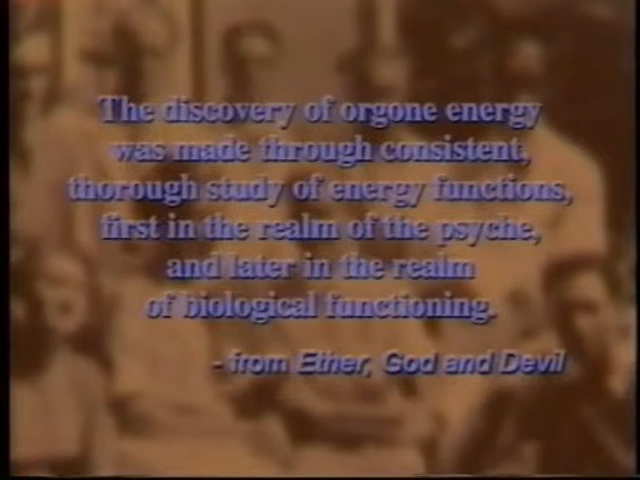 The discovery of orgone energy
was made through consistent,
thorough study of energy functions,
first in the realm of the psyche,
and later in the realm
of biological functioning.
- from Ether, God and Devil